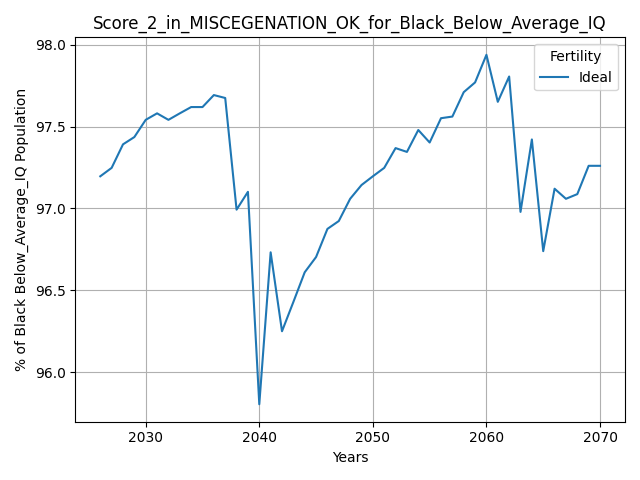 Score_2_in_MISCEGENATION_OK_for_Black_Below_Average_IQ
Fertility
Ideal
% of Black Below_Average_IQ Population
98.0
97.5
97.0
96.5
96.0
2030 2040 2050 2060 2070
Years